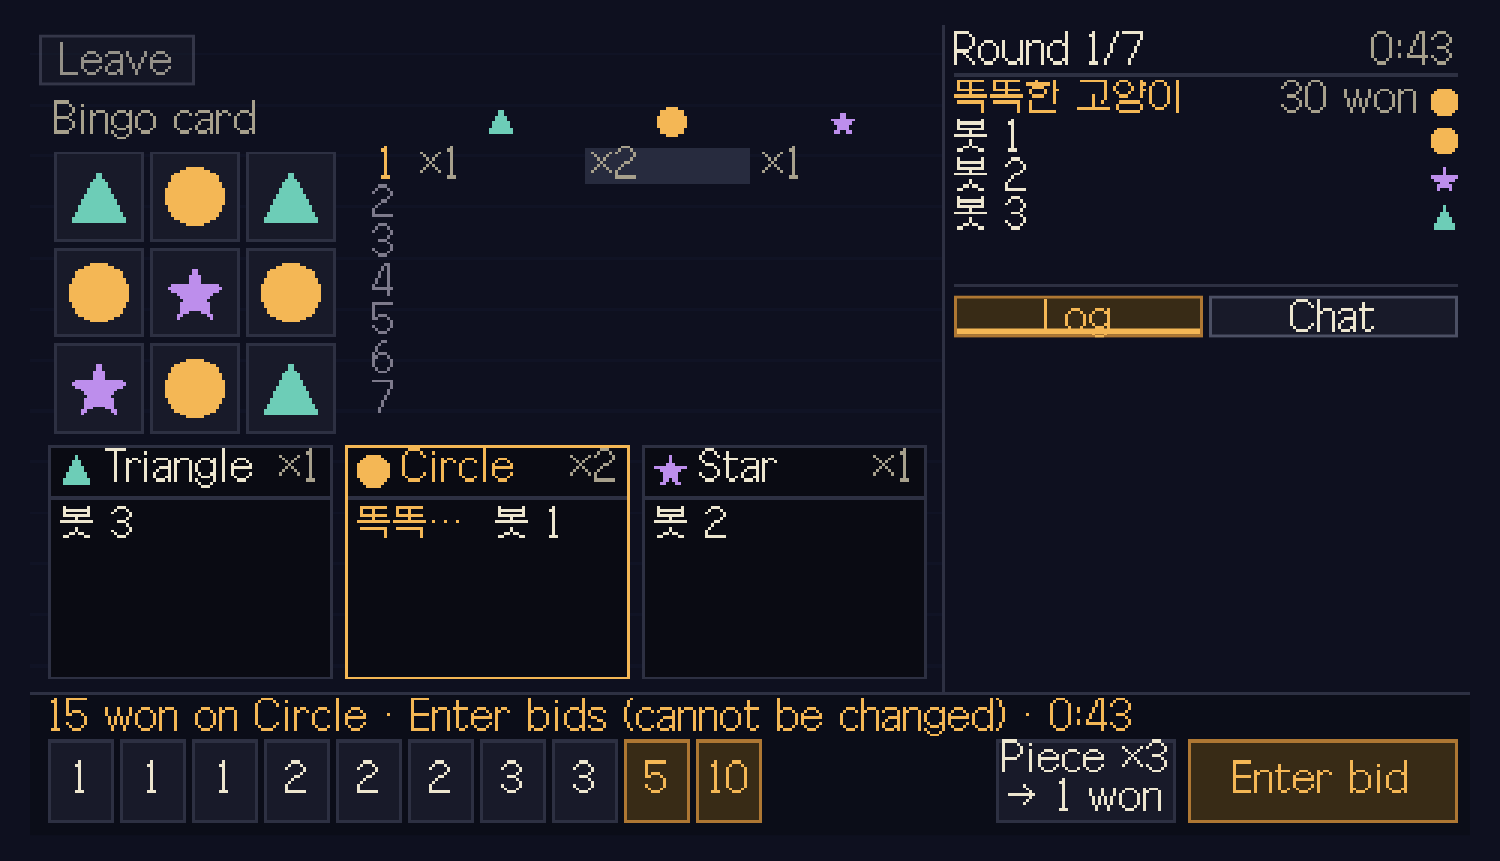 Leave
Bingo card
1 ×1 ×2 ×1
2
3
4
5
6
7
Triangle ×1
봇 3
Circle ×2
똑똑… 봇 1
Star ×1
봇 2
Round 1/7 0:43
똑똑한 고양이 30 won
봇 1
봇 2
봇 3
Log Chat
15 won on Circle · Enter bids (cannot be changed) · 0:43
1 1 1 2 2 2 3 3 5 10
Piece ×3
→ 1 won
Enter bid